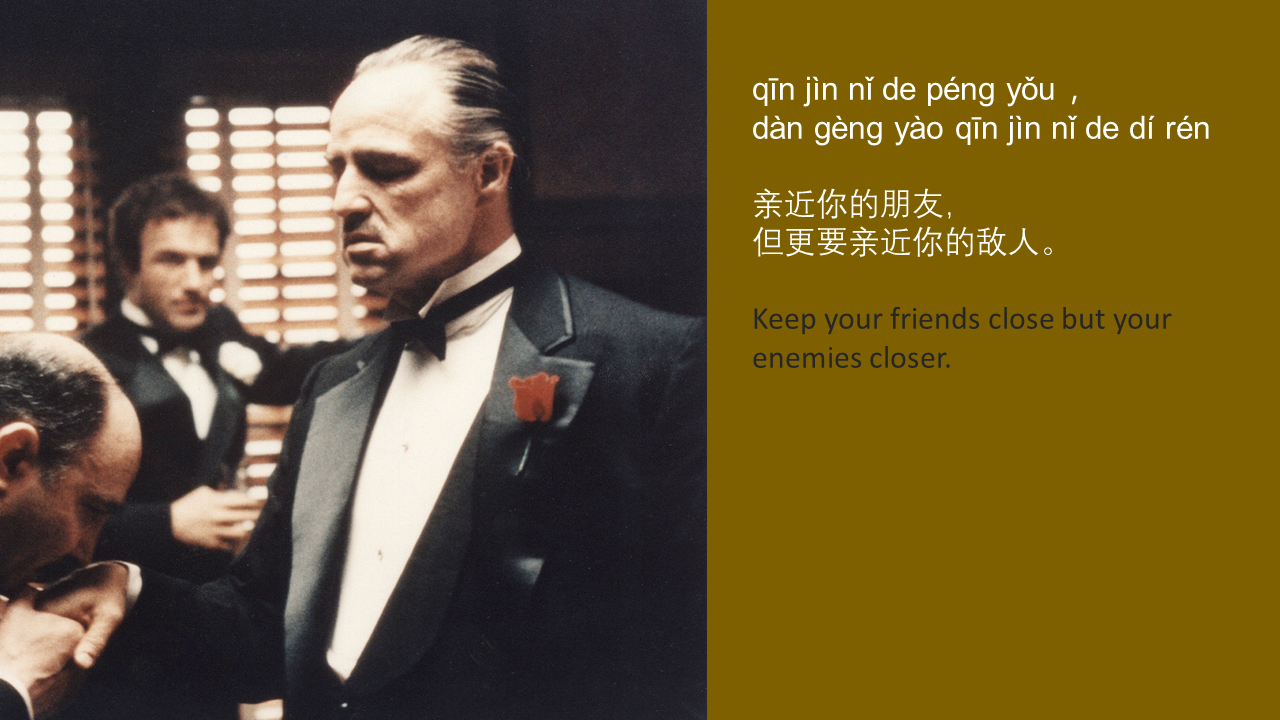 qīn jìn nǐ de péng yǒu ,
dàn gèng yào qīn jìn nǐ de dí rén
亲近你的朋友,
但更要亲近你的敌人。
Keep your friends close but your
enemies closer.